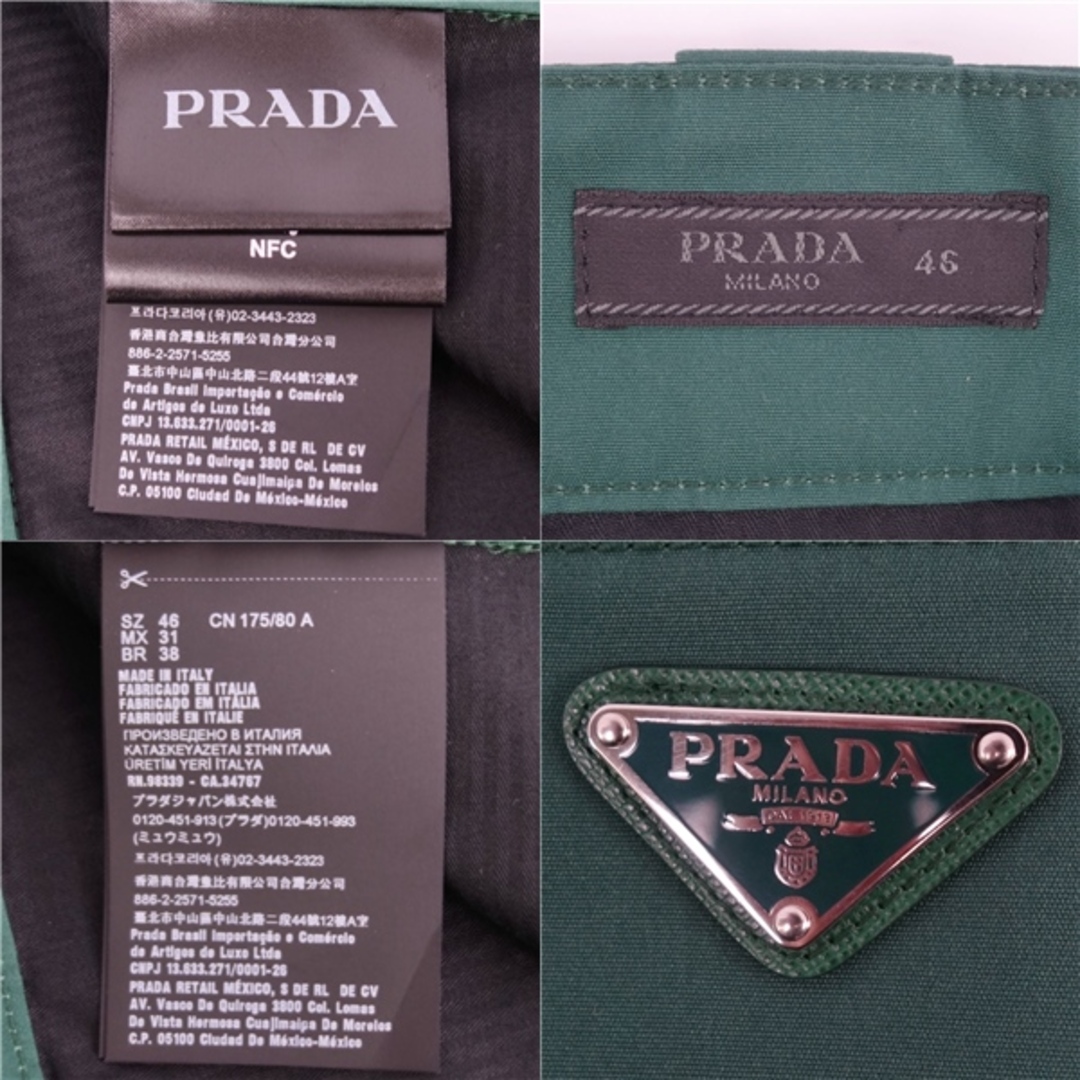 PRADA
NFC
프라다코리아 (유)02-3443-2323
香港商台灣普比有限公司台灣分公司
886-2-2571-5255
臺北市中山區中山北路二段44號12樓A室
Prada Brasil Importação e Comércio
de Artigos de Luxo Ltda
CNPJ 13.633.271/0001-26
PRADA RETAIL MÉXICO, S DE RL DE CV
AV. Vasco De Quiroga 3800 Col. Lomas
De Vista Hermosa Cuajimalpa De Morelos
C.P. 05100 Ciudad De México-México
PRADA
MILANO
46
SZ 46 CN 175/80 A
MX 31
BR 38
MADE IN ITALY
FABRICADO EN ITALIA
FABRICADO EM ITÁLIA
FABRIQUÉ EN ITALIE
ПРОИЗВЕДЕНО В ИТАЛИЯ
ΚΑΤΑΣΚΕΥΑΖΕΤΑΙ ΣΤΗΝ ΙΤΑΛΙΑ
ÜRETİM YERİ İTALYA
RN.98339 - CA.34767
プラダジャパン株式会社
0120-451-913(プラダ)0120-451-993
(ミュウミュウ)
프라다코리아 (유)02-3443-2323
香港商台灣普比有限公司台灣分公司
886-2-2571-5255
臺北市中山區中山北路二段44號12樓A室
Prada Brasil Importação e Comércio
de Artigos de Luxo Ltda
CNPJ 13.633.271/0001-26
PRADA RETAIL MÉXICO, S DE RL DE CV
AV. Vasco De Quiroga 3800 Col. Lomas
De Vista Hermosa Cuajimalpa De Morelos
C.P. 05100 Ciudad De México-México
PRADA
MILANO
DAL 1913